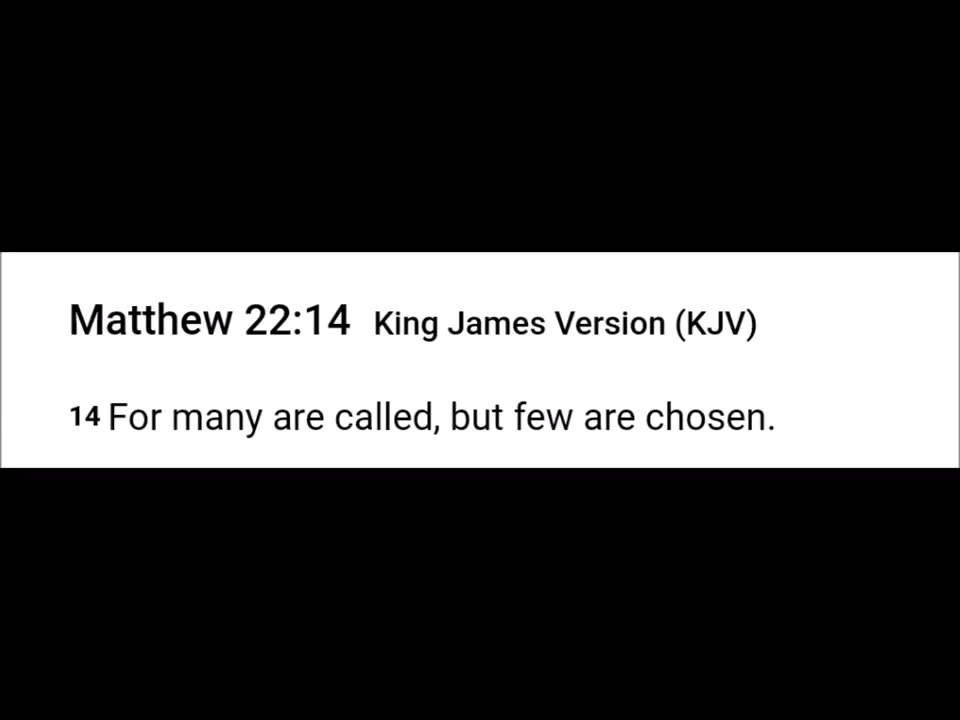 Matthew 22:14 King James Version (KJV)
14 For many are called, but few are chosen.